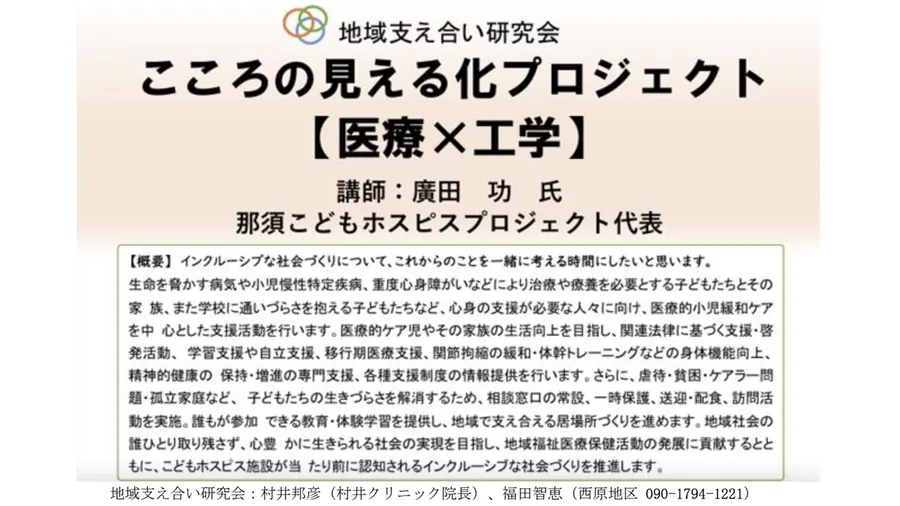 地域支え合い研究会
こころの見える化プロジェクト
【医療×工学】
講師：廣田　功　氏
那須こどもホスピスプロジェクト代表
【概要】 インクルーシブな社会づくりについて、これからのことを一緒に考える時間にしたいと思います。
生命を脅かす病気や小児慢性特定疾病、重度心身障がいなどにより治療や療養を必要とする子どもたちとその
家 族、また学校に通いづらさを抱える子どもたちなど、心身の支援が必要な人々に向け、医療的小児緩和ケア
を中 心とした支援活動を行います。医療的ケア児やその家族の生活向上を目指し、関連法律に基づく支援・啓
発活動、 学習支援や自立支援、移行期医療支援、関節拘縮の緩和・体幹トレーニングなどの身体機能向上、
精神的健康の 保持・増進の専門支援、各種支援制度の情報提供を行います。さらに、虐待・貧困・ケアラー問
題・孤立家庭など、 子どもたちの生きづらさを解消するため、相談窓口の常設、一時保護、送迎・配食、訪問活
動を実施。誰もが参加 できる教育・体験学習を提供し、地域で支え合える居場所づくりを進めます。地域社会の
誰ひとり取り残さず、心豊 かに生きられる社会の実現を目指し、地域福祉医療保健活動の発展に貢献するとと
もに、こどもホスピス施設が当 たり前に認知されるインクルーシブな社会づくりを推進します。
地域支え合い研究会：村井邦彦（村井クリニック院長）、福田智恵（西原地区 090-1794-1221）